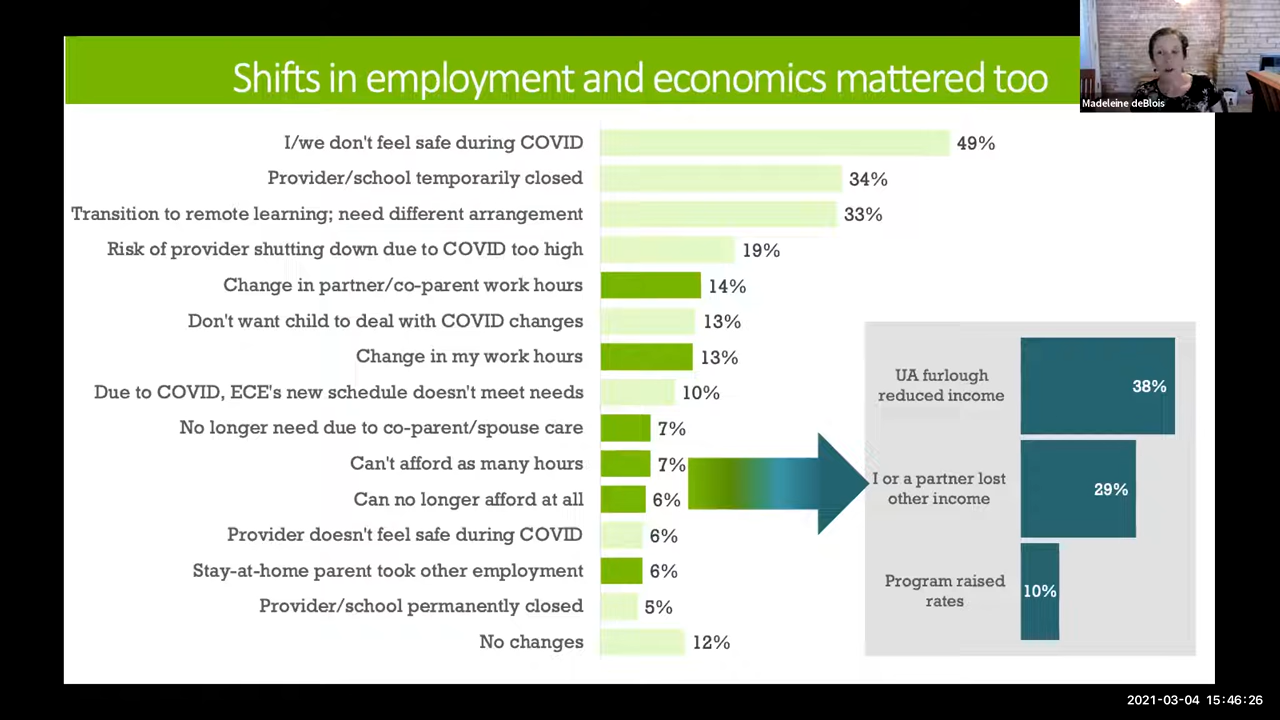 Shifts in employment and economics mattered too
Madeleine deBlois
I/we don't feel safe during COVID 49%
Provider/school temporarily closed 34%
Transition to remote learning; need different arrangement 33%
Risk of provider shutting down due to COVID too high 19%
Change in partner/co-parent work hours 14%
Don't want child to deal with COVID changes 13%
Change in my work hours 13%
Due to COVID, ECE's new schedule doesn't meet needs 10%
No longer need due to co-parent/spouse care 7%
Can't afford as many hours 7%
Can no longer afford at all 6%
Provider doesn't feel safe during COVID 6%
Stay-at-home parent took other employment 6%
Provider/school permanently closed 5%
No changes 12%
UA furlough
reduced income
38%
I or a partner lost
other income
29%
Program raised
rates
10%
2021-03-04 15:46:26